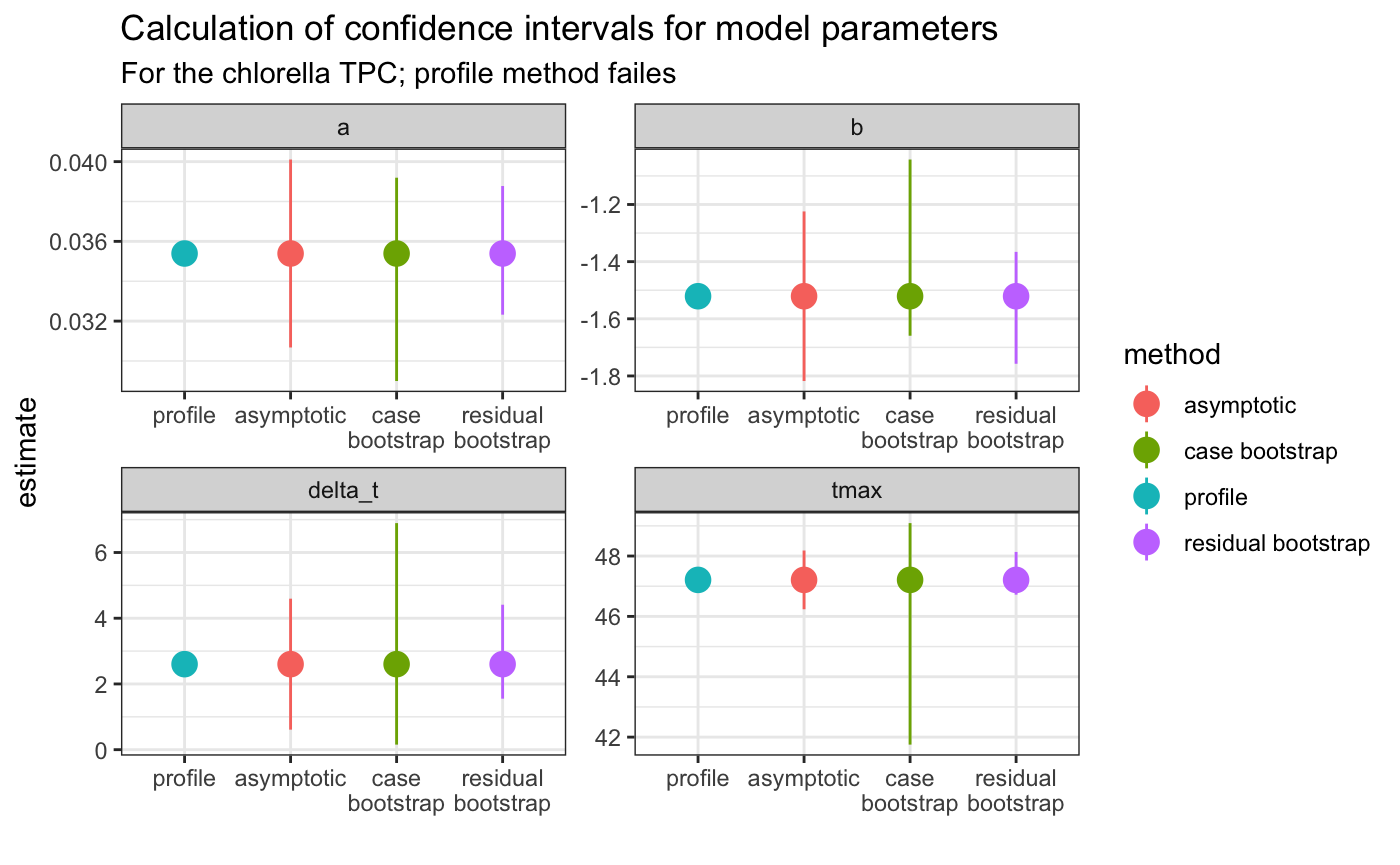 Calculation of confidence intervals for model parameters
For the chlorella TPC; profile method failes
a
0.040
0.036
0.032
profile asymptotic case bootstrap residual bootstrap
b
-1.2
-1.4
-1.6
-1.8
profile asymptotic case bootstrap residual bootstrap
estimate
delta_t
6
4
2
0
profile asymptotic case bootstrap residual bootstrap
tmax
48
46
44
42
profile asymptotic case bootstrap residual bootstrap
method
asymptotic
case bootstrap
profile
residual bootstrap